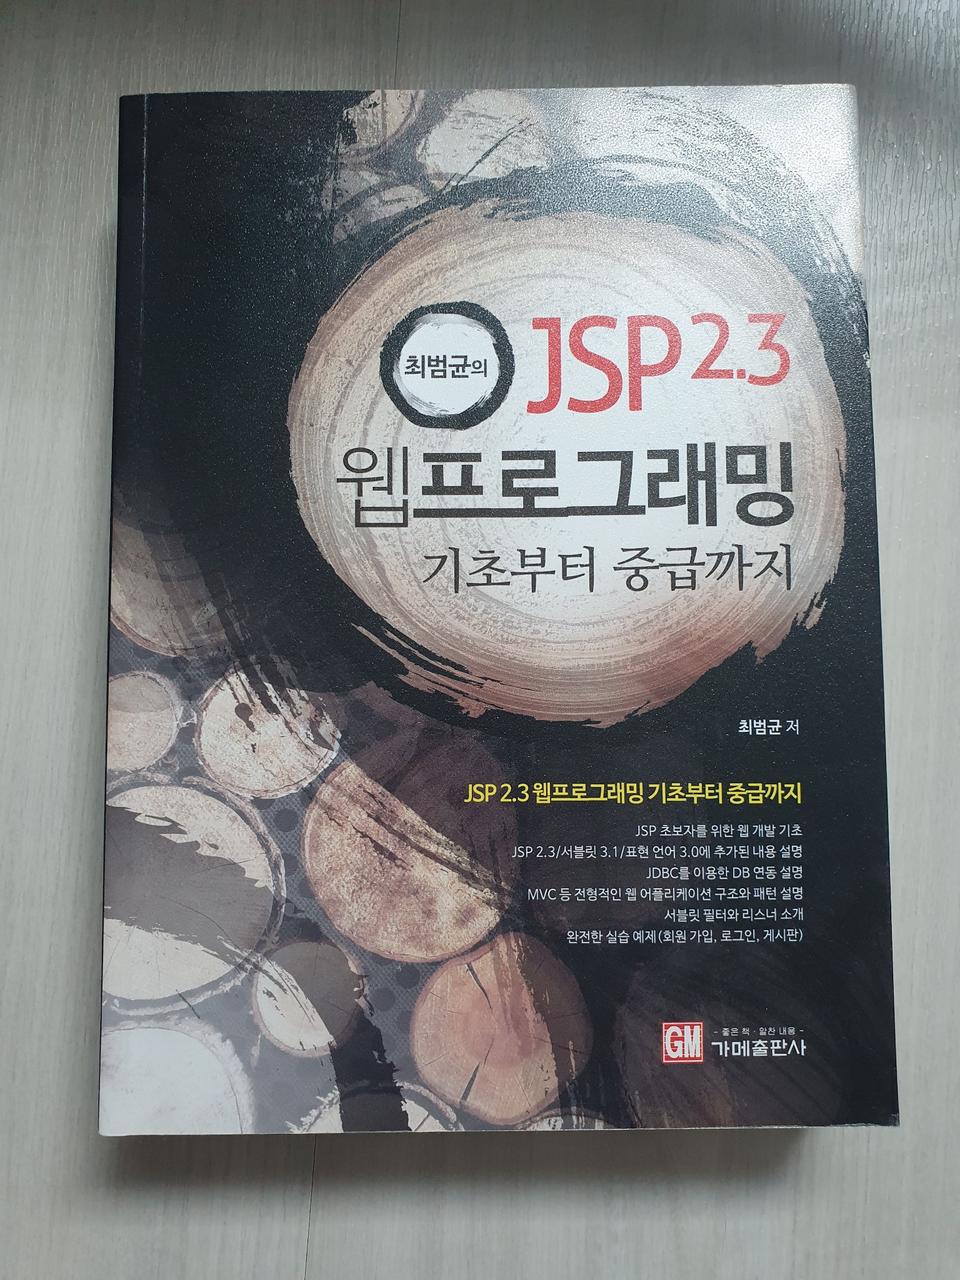 최범균의
JSP 2.3
웹프로그래밍
기초부터 중급까지
최범균 저
JSP 2.3 웹프로그래밍 기초부터 중급까지
JSP 초보자를 위한 웹 개발 기초
JSP 2.3/서블릿 3.1/표현 언어 3.0에 추가된 내용 설명
JDBC를 이용한 DB 연동 설명
MVC 등 전형적인 웹 어플리케이션 구조와 패턴 설명
서블릿 필터와 리스너 소개
완전한 실습 예제(회원 가입, 로그인, 게시판)
GM
- 좋은 책 · 알찬 내용 -
가메출판사